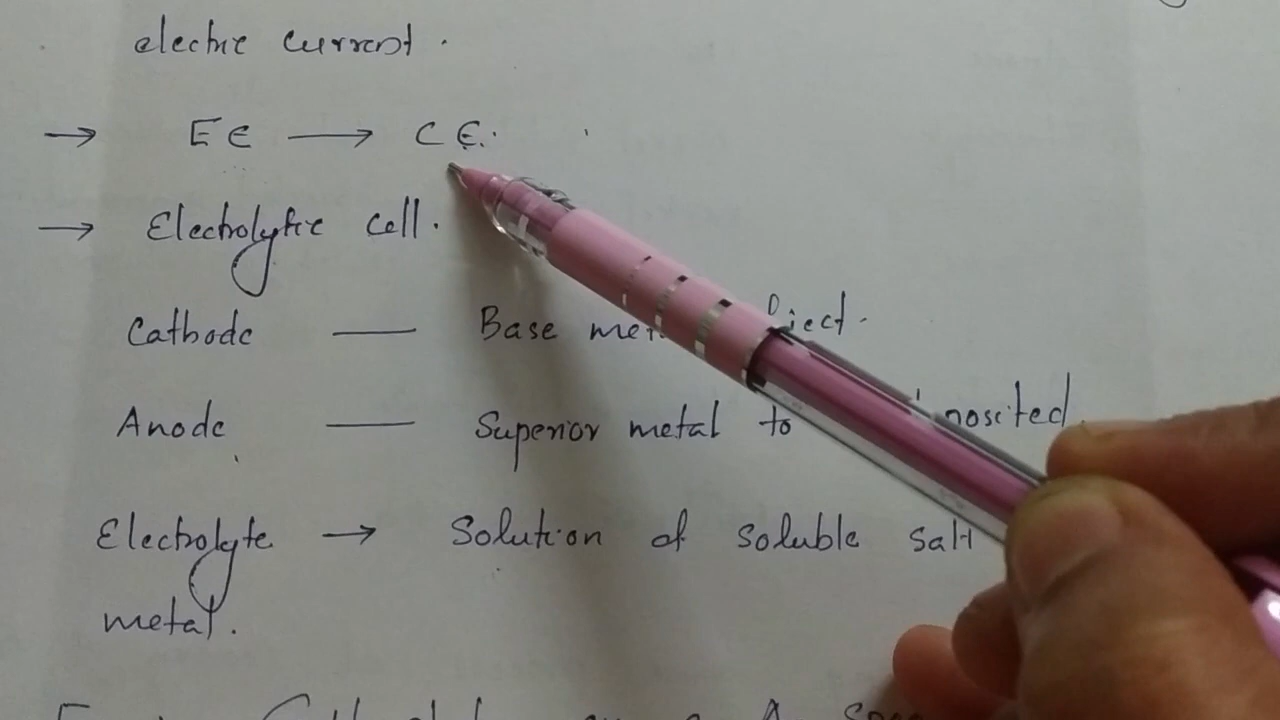 electric current.
→ EE → CE.
→ Electrolytic cell.
Cathode — Base
Anode — Superior metal to
Electrolyte → Solution of soluble salt
metal.